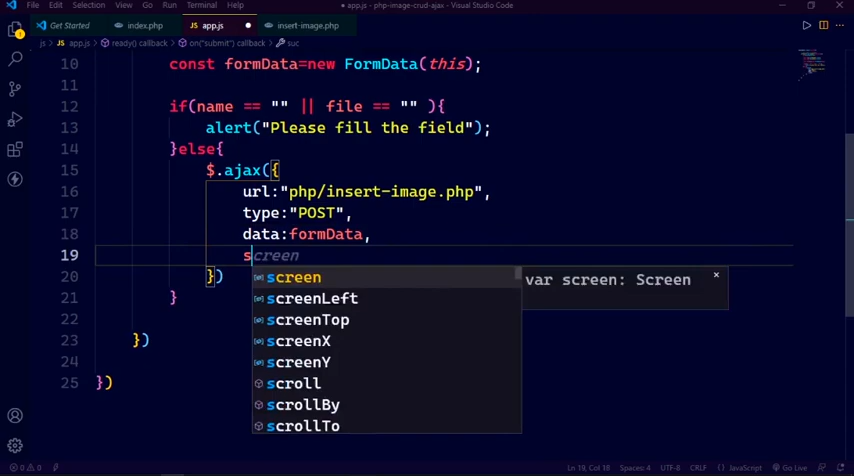 File Edit Selection View Go Run Terminal Help
● app.js - php-image-crud-ajax - Visual Studio Code
Get Started index.php JS app.js ● insert-image.php
js > JS app.js > ready() callback > on("submit") callback > suc
10 const formData=new FormData(this);
11
12 if(name == "" || file == "" ){
13 alert("Please fill the field");
14 }else{
15 $.ajax({
16 url:"php/insert-image.php",
17 type:"POST",
18 data:formData,
19 screen
20 })
21 }
22
23 })
24
25 })
screen
screenLeft
screenTop
screenX
screenY
scroll
scrollBy
scrollTo
var screen: Screen
0 0 Ln 19, Col 18 Spaces: 4 UTF-8 CRLF {} JavaScript Go Live